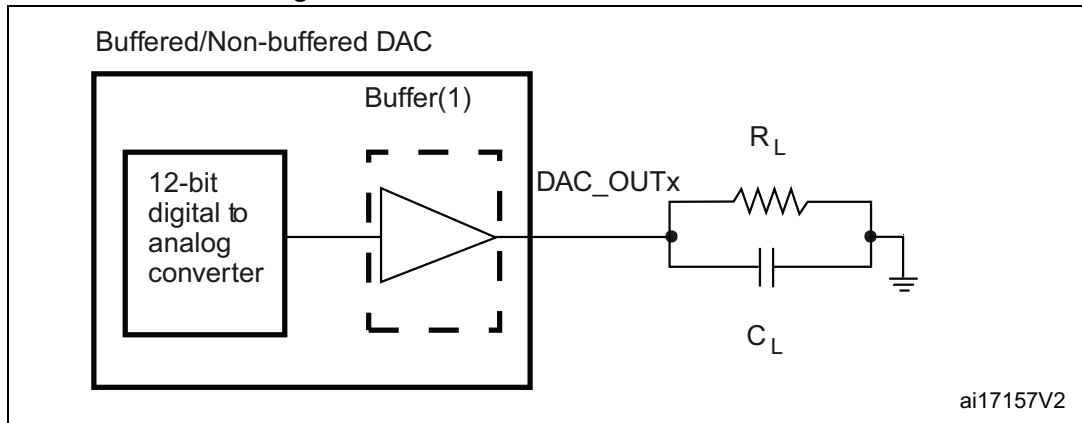 Buffered/Non-buffered DAC
Buffer(1)
12-bit
digital to
analog
converter
DAC_OUTx
R L
C L
ai17157V2